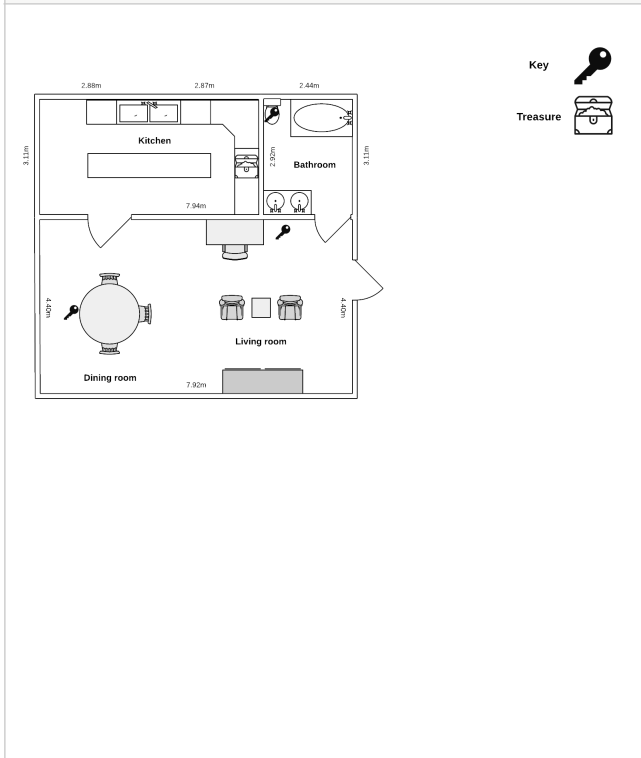 Key
Treasure
2.88m
2.87m
2.44m
Kitchen
3.11m
2.92m
Bathroom
3.11m
7.94m
4.40m
4.40m
Living room
Dining room
7.92m